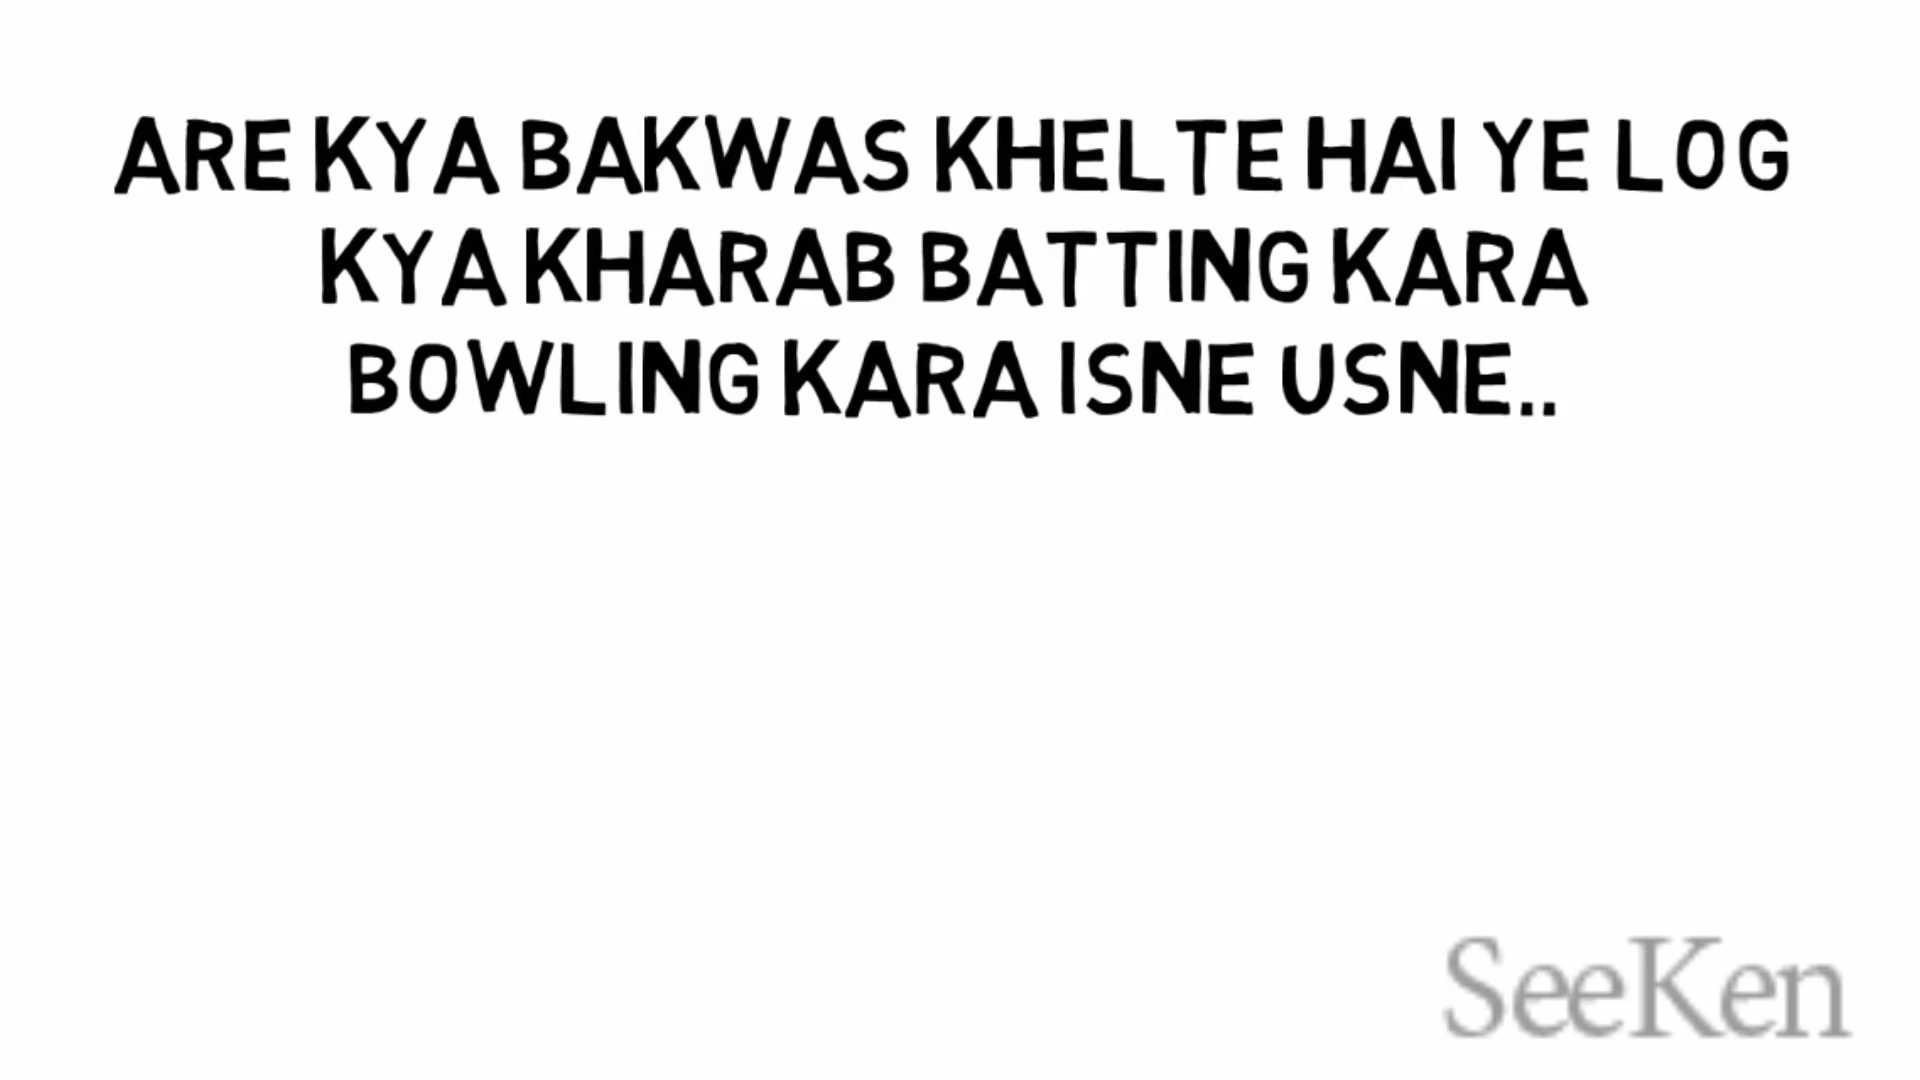 ARE KYA BAKWAS KHELTE HAI YE LOG
KYA KHARAB BATTING KARA
BOWLING KARA ISNE USNE..
SeeKen